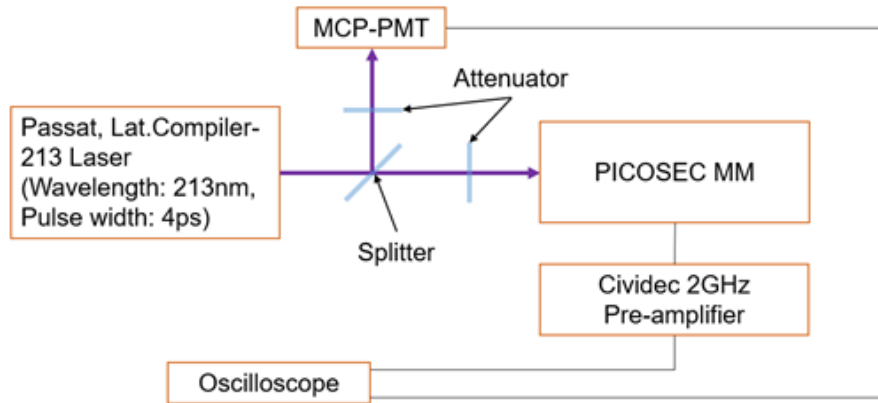 MCP-PMT
Attenuator
Passat, Lat.Compiler-
213 Laser
(Wavelength: 213nm,
Pulse width: 4ps)
PICOSEC MM
Splitter
Cividec 2GHz
Pre-amplifier
Oscilloscope